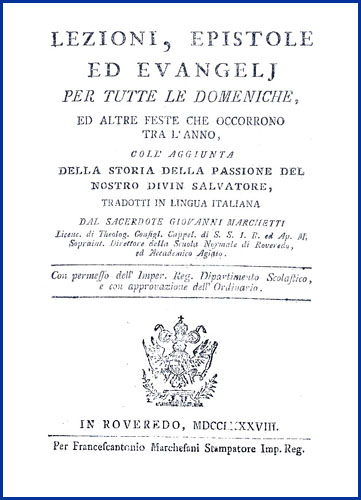 LEZIONI, EPISTOLE
ED EVANGELJ
PER TUTTE LE DOMENICHE,
ED ALTRE FESTE CHE OCCORRONO
TRA L'ANNO,
COLL' AGGIUNTA
DELLA STORIA DELLA PASSIONE DEL
NOSTRO DIVIN SALVATORE,
TRADOTTI IN LINGUA ITALIANA
DAL SACERDOTE GIOVANNI MARCHETTI
Licenc. di Theolog. Consigl. Cappel. di S. S. I. R. ed Ap. M.
Sopraint. Direttore della Scuola Normale di Roveredo,
ed Accademico Agiato.
Con permesso dell' Imper. Reg. Dipartimento Scolastico,
e con approvazione dell' Ordinario.
IN ROVEREDO,
Per Francescantonio Marchesani Stampatore Imp. Reg.